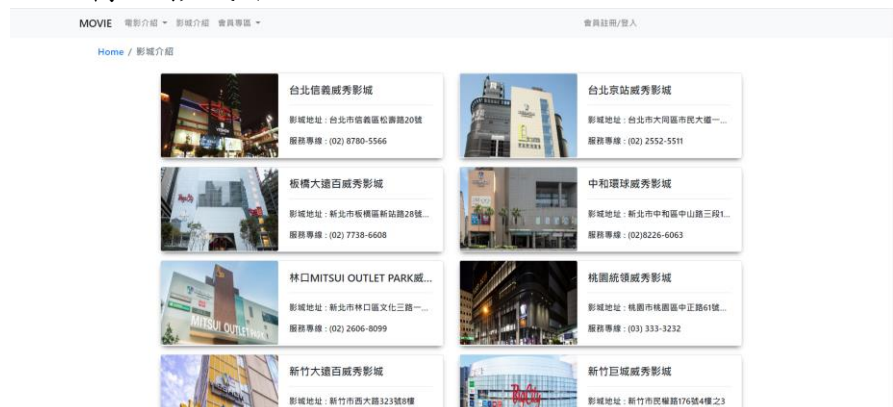 MOVIE 電影介紹 影城介紹 會員專區 會員註冊/登入
Home / 影城介紹
台北信義威秀影城
影城地址 : 台北市信義區松壽路20號
服務專線 : (02) 8780-5566
台北京站威秀影城
影城地址 : 台北市大同區市民大道一...
服務專線 : (02) 2552-5511
板橋大遠百威秀影城
影城地址 : 新北市板橋區新站路28號...
服務專線 : (02) 7738-6608
中和環球威秀影城
影城地址 : 新北市中和區中山路三段1...
服務專線 : (02)8226-6063
林口MITSUI OUTLET PARK威...
影城地址 : 新北市林口區文化三路一...
服務專線 : (02) 2606-8099
MITSUI OUTLET PARK
桃園統領威秀影城
影城地址 : 桃園市桃園區中正路61號...
服務專線 : (03) 333-3232
新竹大遠百威秀影城
影城地址 : 新竹市西大路323號8樓
新竹巨城威秀影城
影城地址 : 新竹市民權路176號4樓之3
Big City